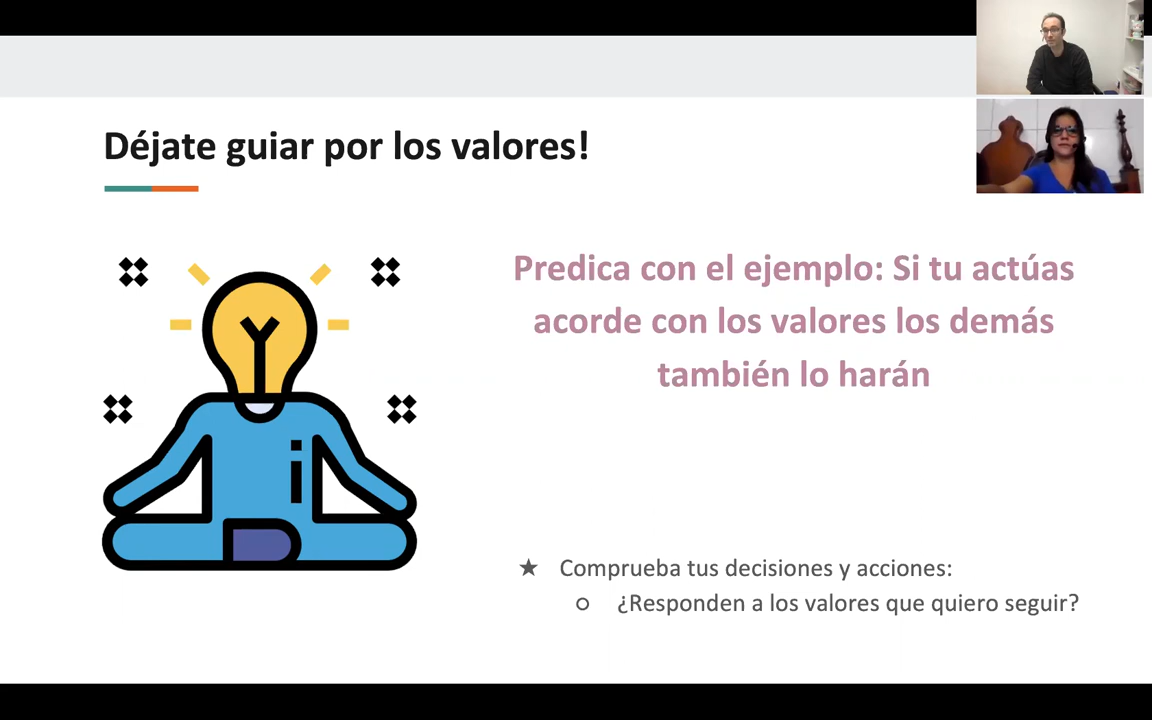 Déjate guiar por los valores!
Predica con el ejemplo: Si tu actúas
acorde con los valores los demás
también lo harán
★ Comprueba tus decisiones y acciones:
○ ¿Responden a los valores que quiero seguir?